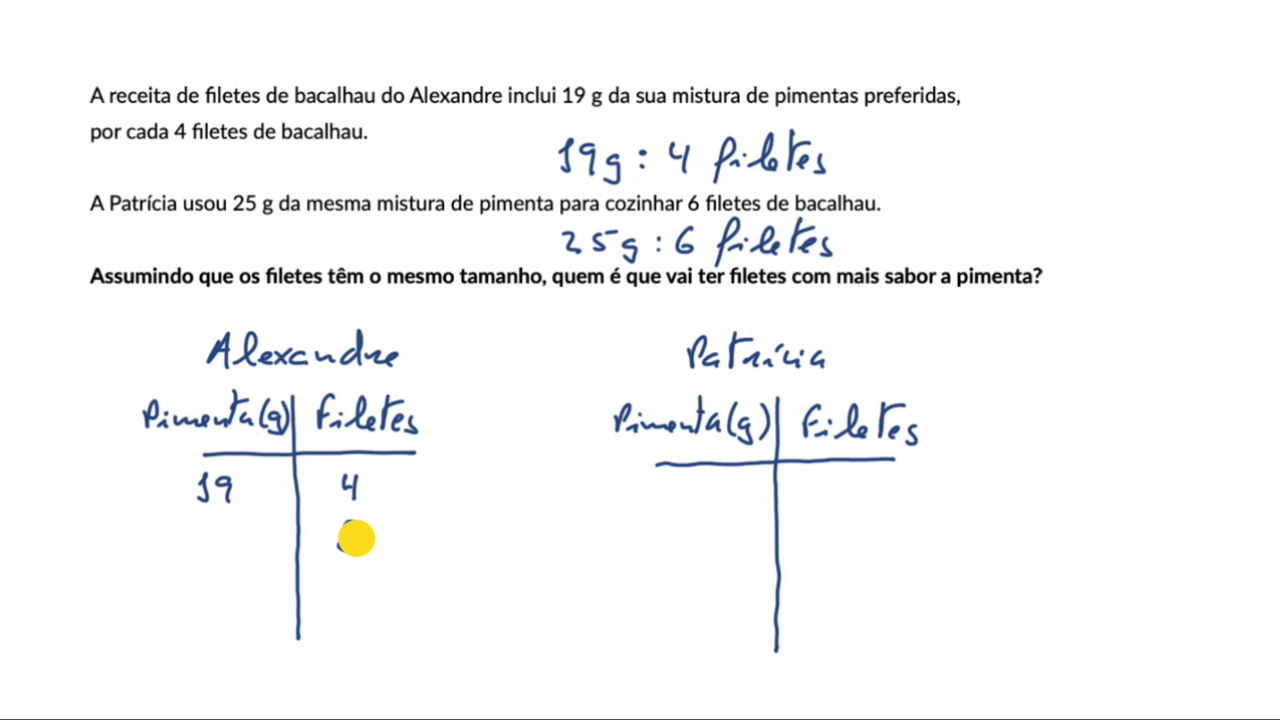 A receita de filetes de bacalhau do Alexandre inclui 19 g da sua mistura de pimentas preferidas,
por cada 4 filetes de bacalhau.
19g : 4 filetes
A Patrícia usou 25 g da mesma mistura de pimenta para cozinhar 6 filetes de bacalhau.
25g : 6 filetes
Assumindo que os filetes têm o mesmo tamanho, quem é que vai ter filetes com mais sabor a pimenta?
Alexandre
Pimenta(g) Filetes
19 4
Patrícia
Pimenta(g) Filetes